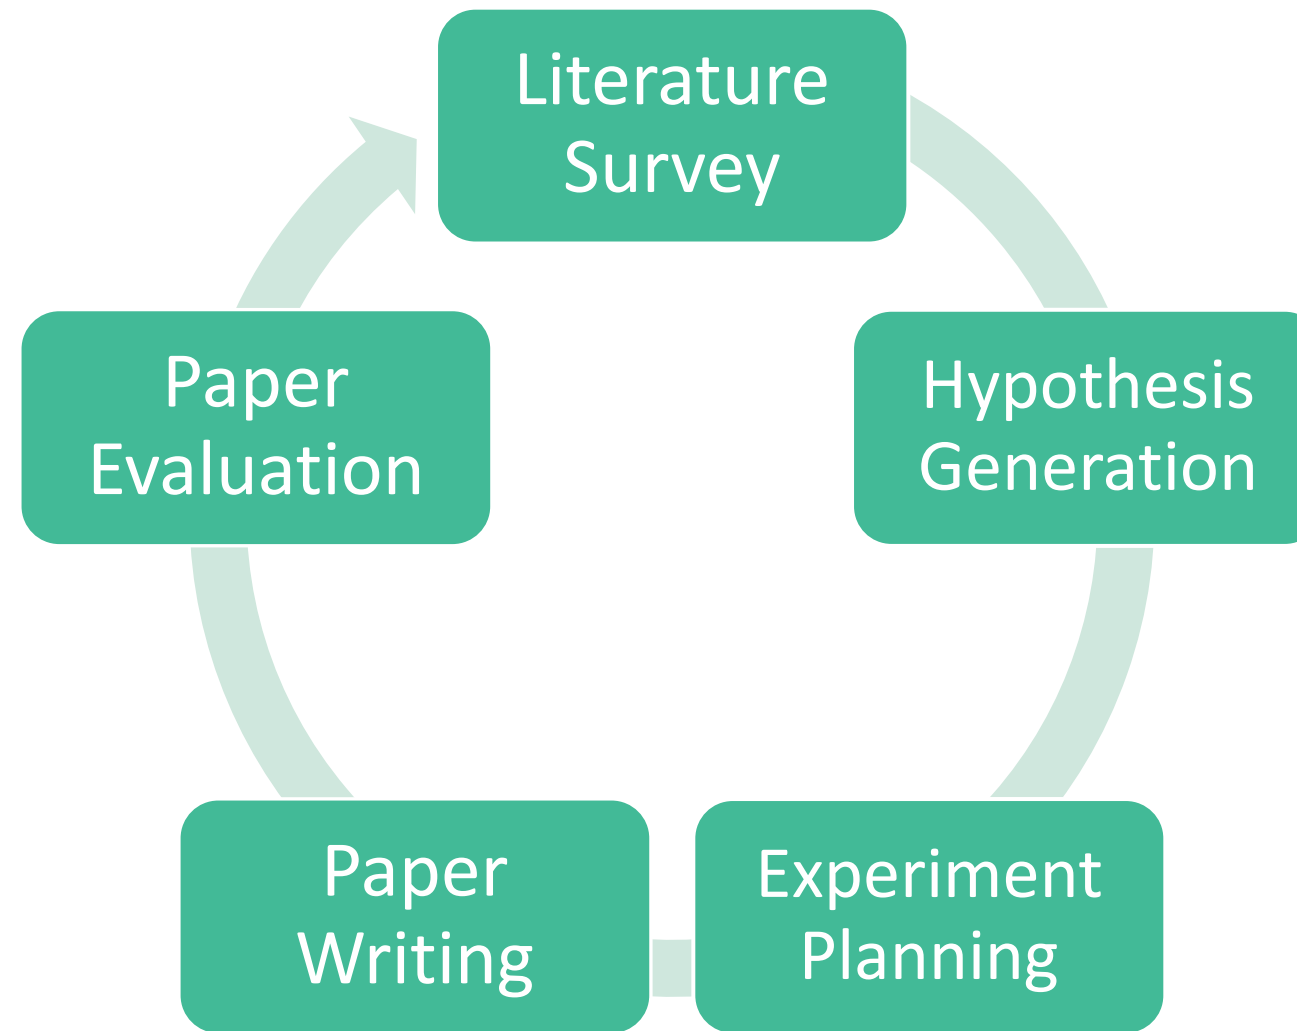 Literature
Survey
Hypothesis
Generation
Experiment
Planning
Paper
Writing
Paper
Evaluation